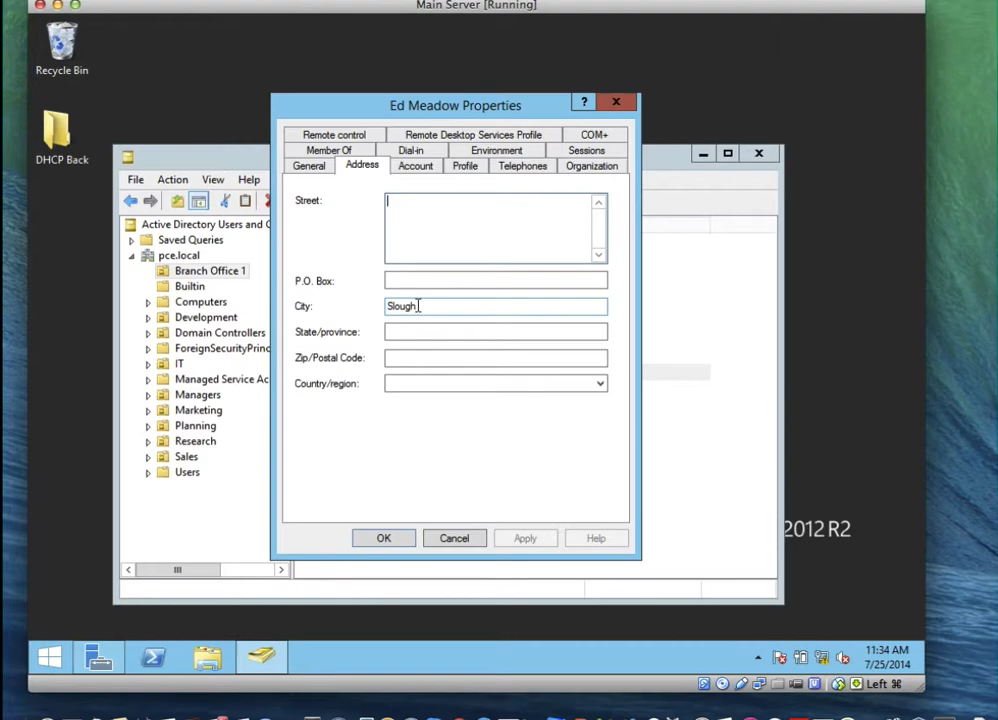 Main Server [Running]
Recycle Bin
DHCP Back
Ed Meadow Properties
?
Remote control
Remote Desktop Services Profile
COM+
Member Of
Dial-in
Environment
Sessions
General
Address
Account
Profile
Telephones
Organization
File
Action
View
Help
Active Directory Users and C
Saved Queries
pce.local
Branch Office 1
Builtin
Computers
Development
Domain Controllers
ForeignSecurityPrinc
IT
Managed Service Ac
Managers
Marketing
Planning
Research
Sales
Users
Street:
P.O. Box:
City:
Slough
State/province:
Zip/Postal Code:
Country/region:
OK
Cancel
Apply
Help
2012 R2
11:34 AM
7/25/2014
Left ⌘